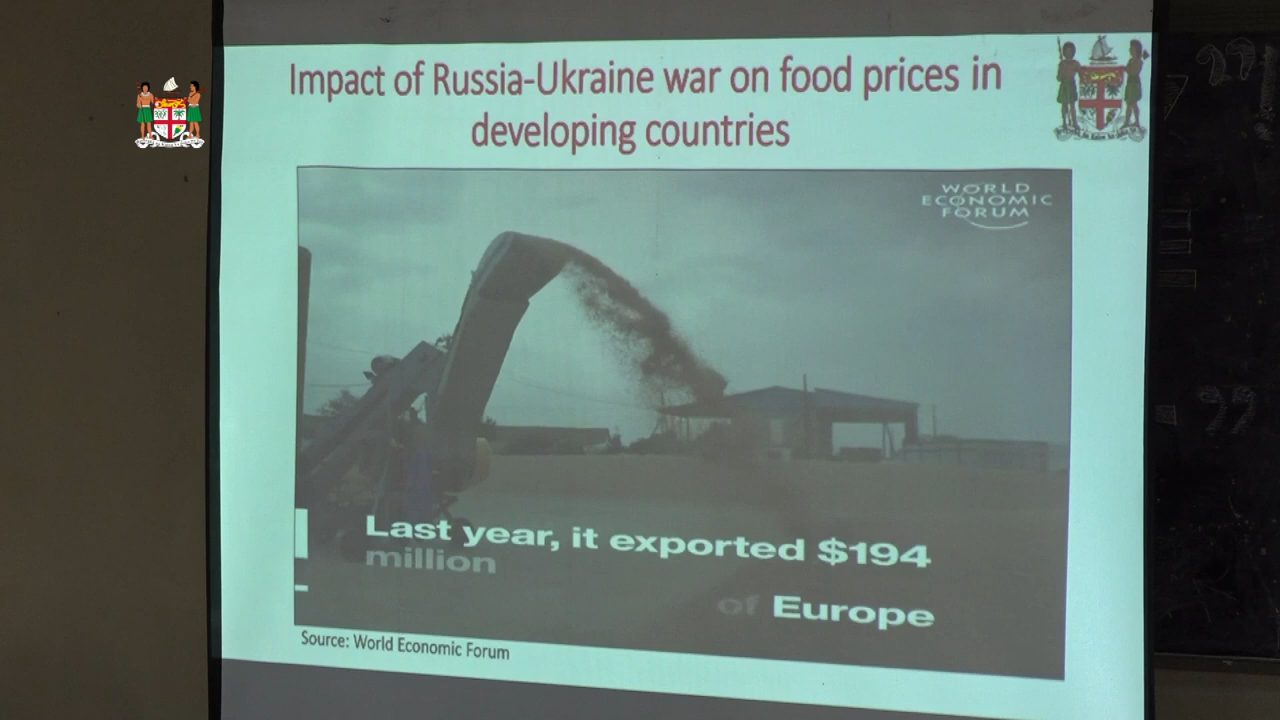 Impact of Russia-Ukraine war on food prices in
developing countries
WORLD
ECONOMIC
FORUM
Last year, it exported $194
million
of Europe
Source: World Economic Forum